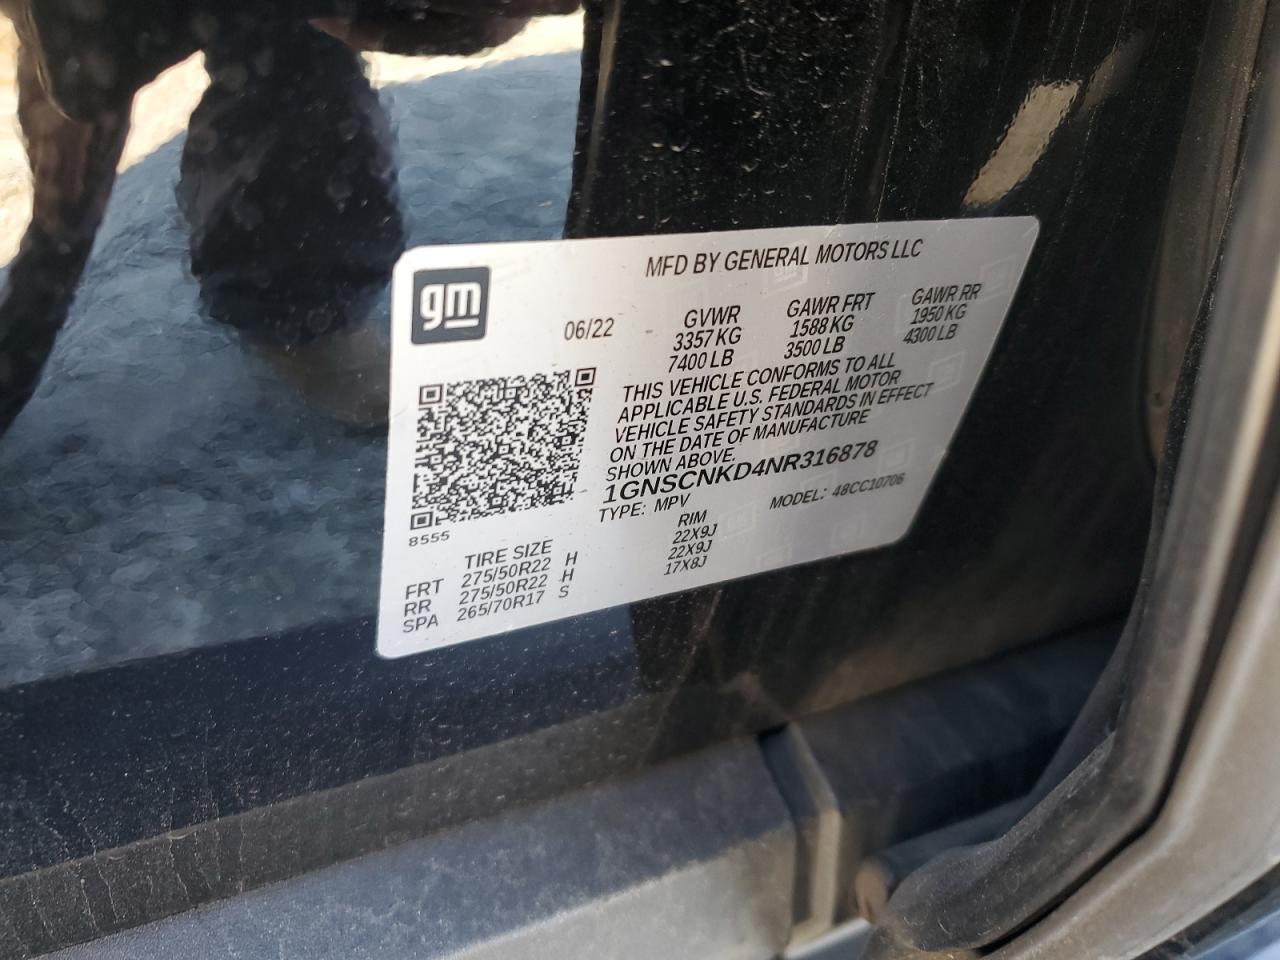 MFD BY GENERAL MOTORS LLC
gm
06/22
GVWR
3357 KG
7400 LB
GAWR FRT
1588 KG
3500 LB
GAWR RR
1950 KG
4300 LB
THIS VEHICLE CONFORMS TO ALL
APPLICABLE U.S. FEDERAL MOTOR
VEHICLE SAFETY STANDARDS IN EFFECT
ON THE DATE OF MANUFACTURE
SHOWN ABOVE.
1GNSCNKD4NR316878
TYPE: MPV MODEL: 48CC10706
8555
TIRE SIZE RIM
FRT 275/50R22 H 22X9J
RR 275/50R22 H 22X9J
SPA 265/70R17 S 17X8J